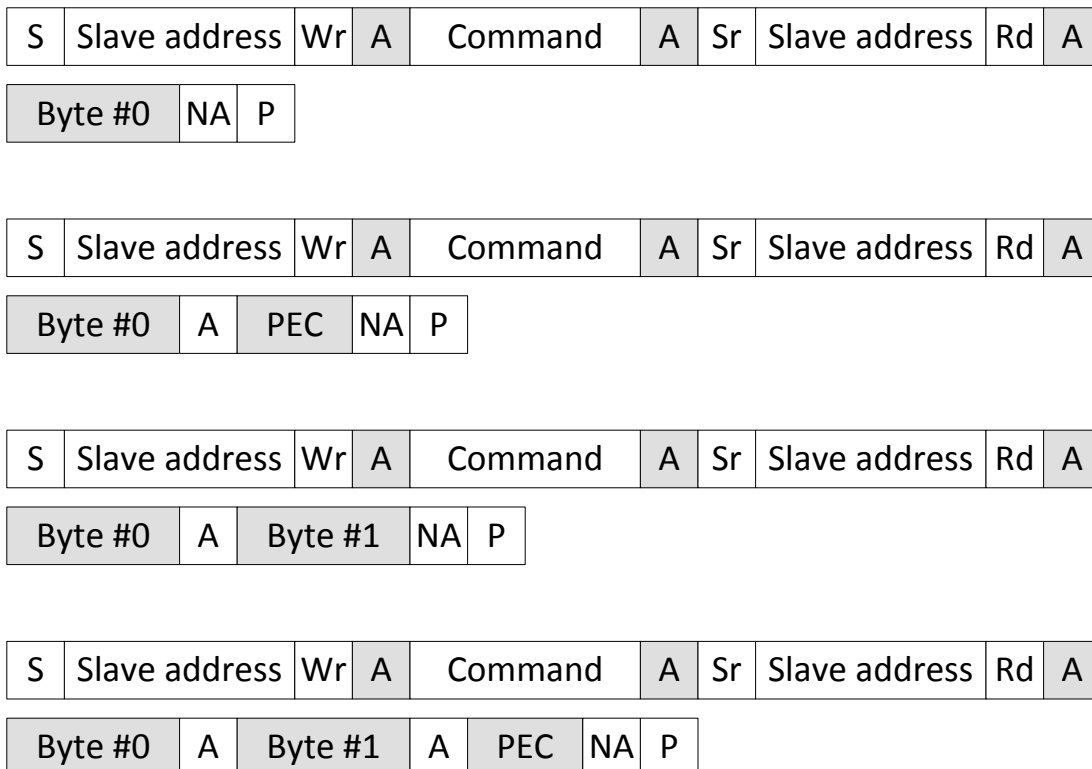 S Slave address Wr A Command A Sr Slave address Rd A
Byte #0 NA P
S Slave address Wr A Command A Sr Slave address Rd A
Byte #0 A PEC NA P
S Slave address Wr A Command A Sr Slave address Rd A
Byte #0 A Byte #1 NA P
S Slave address Wr A Command A Sr Slave address Rd A
Byte #0 A Byte #1 A PEC NA P